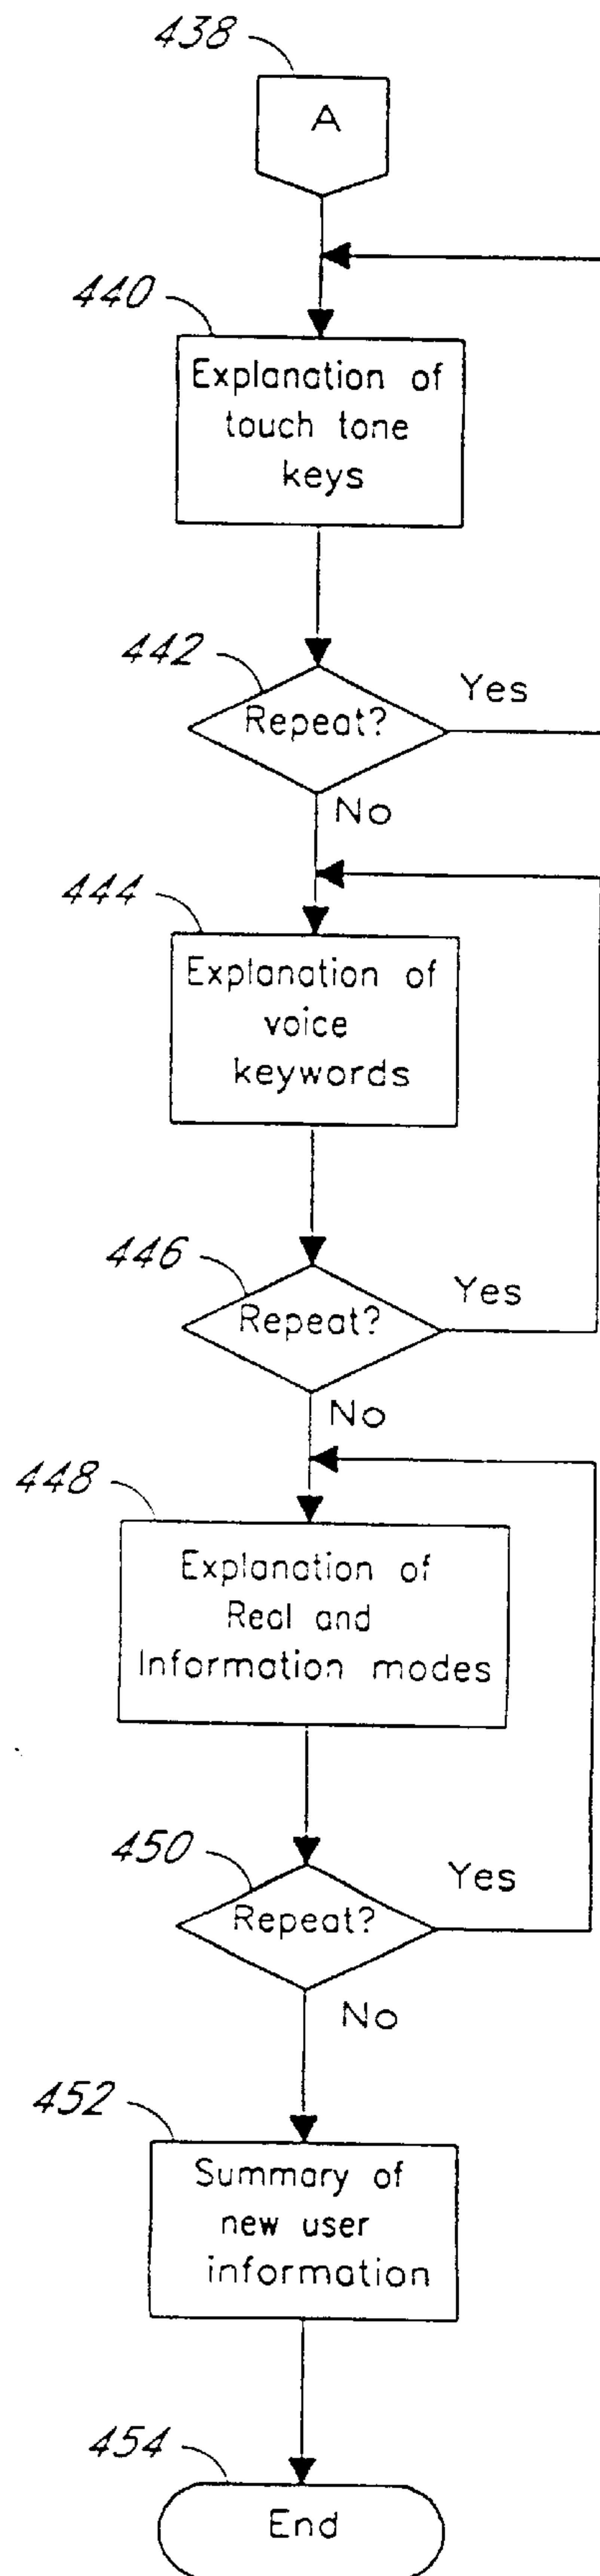 438
A
440
Explanation of
touch tone
keys
442
Repeat?
Yes
No
444
Explanation of
voice
keywords
446
Repeat?
Yes
No
448
Explanation of
Real and
Information modes
450
Repeat?
Yes
No
452
Summary of
new user
information
454
End